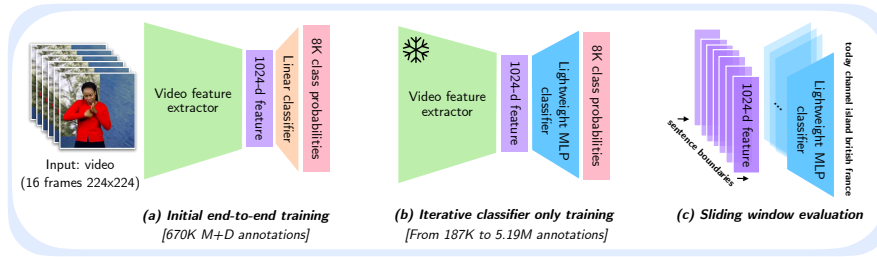 Input: video
(16 frames 224x224)
Video feature
extractor
1024-d feature
Linear classifier
8K class probabilities
(a) Initial end-to-end training
[670K M+D annotations]
Video feature
extractor
1024-d feature
Lightweight MLP
classifier
8K class probabilities
(b) Iterative classifier only training
[From 187K to 5.19M annotations]
sentence boundaries
1024-d feature
...
Lightweight MLP
classifier
today channel island british france
(c) Sliding window evaluation